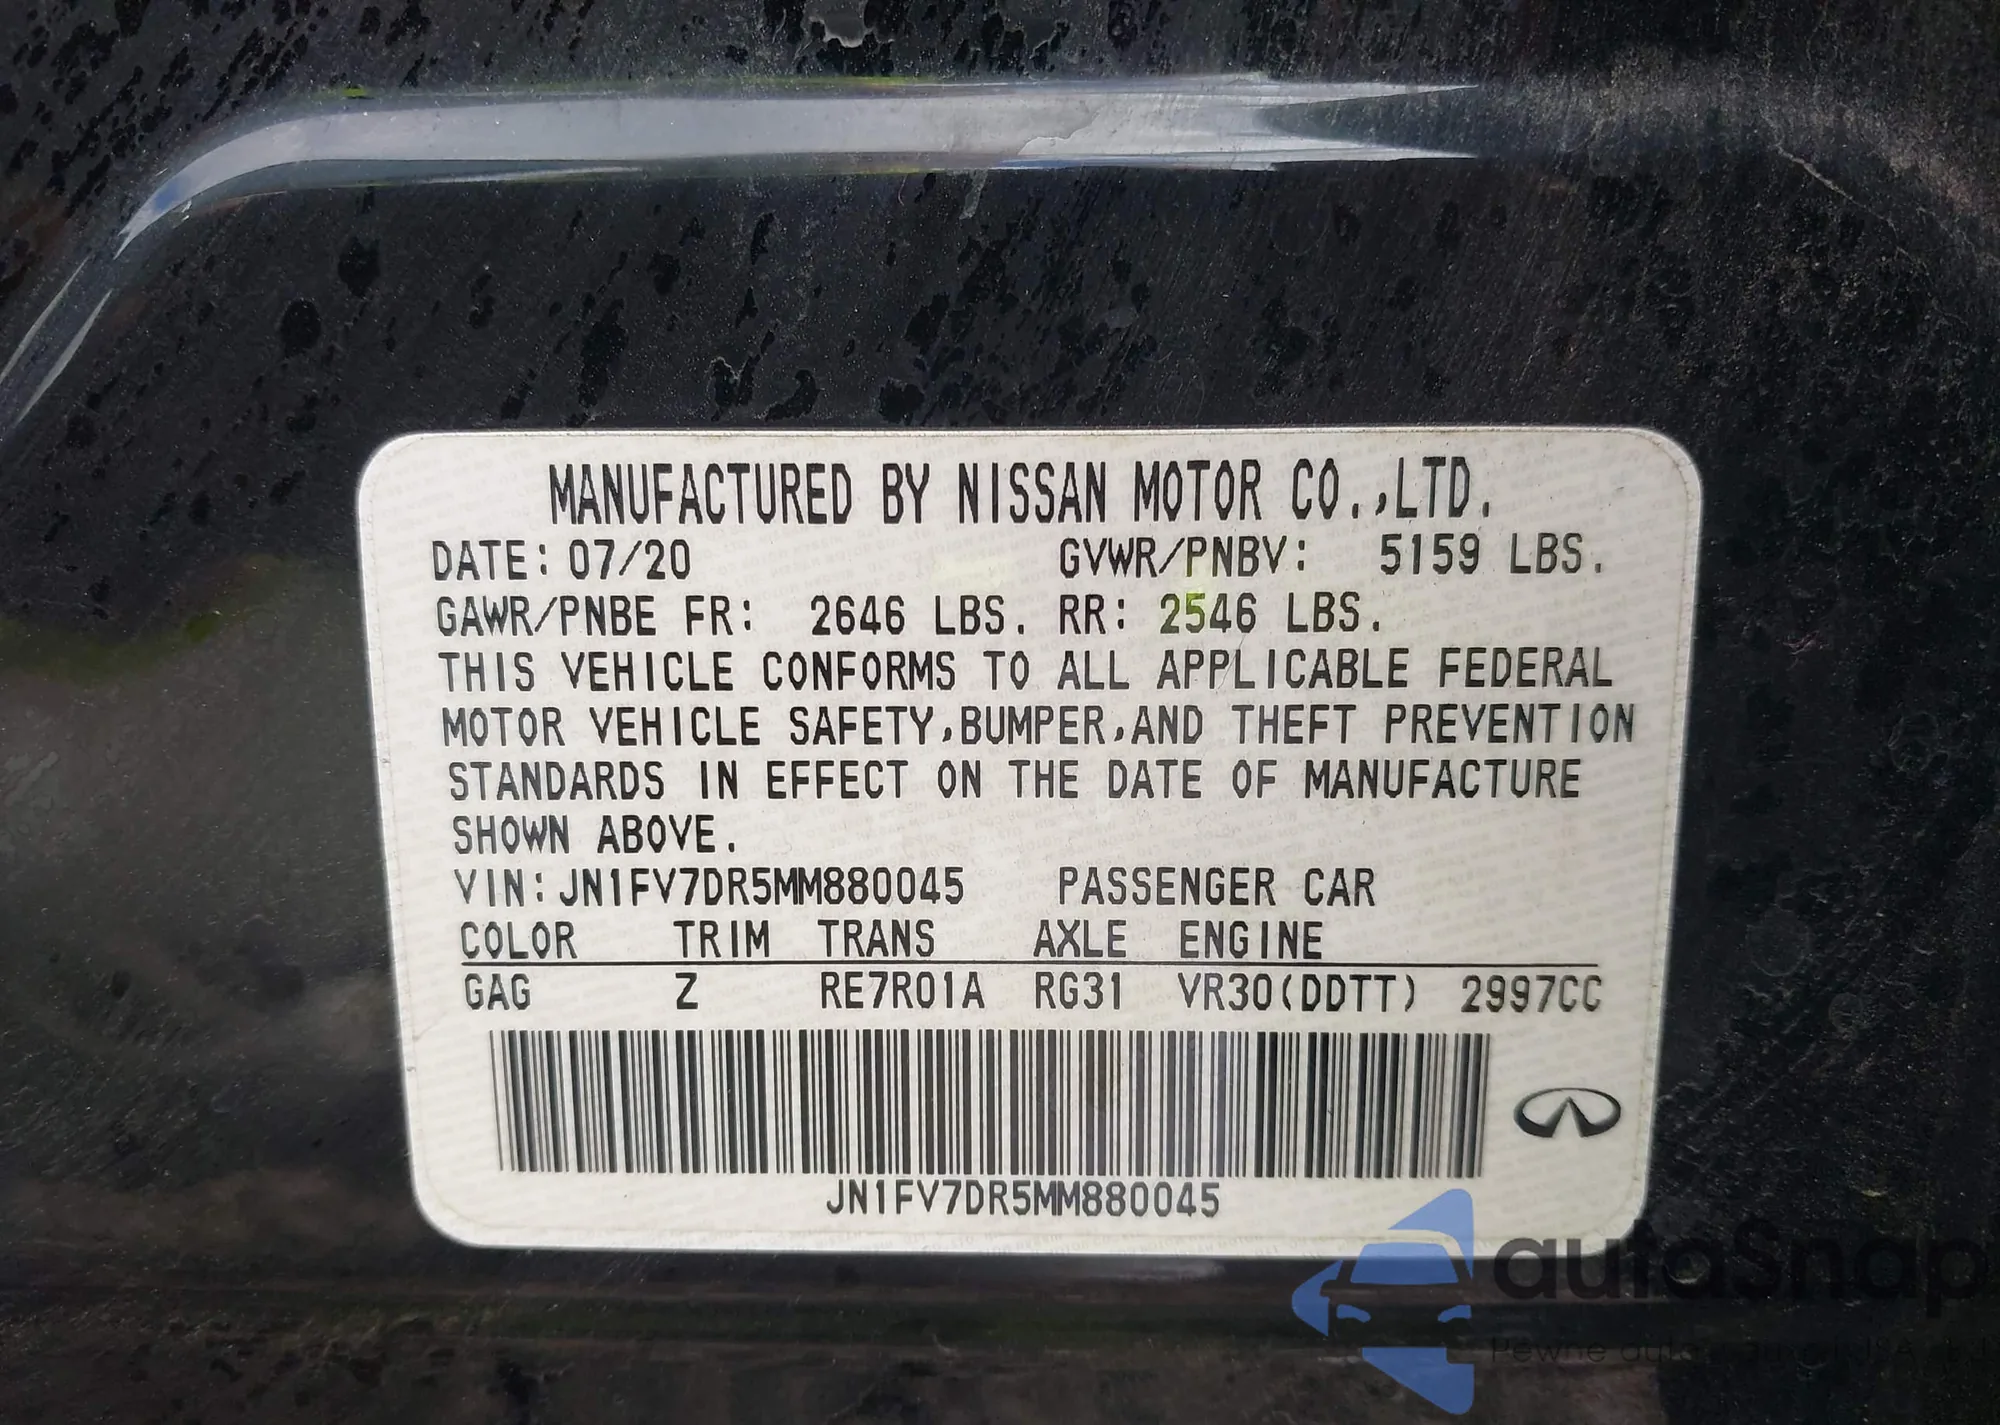 MANUFACTURED BY NISSAN MOTOR CO.,LTD.
DATE: 07/20 GVWR/PNBV: 5159 LBS.
GAWR/PNBE FR: 2646 LBS. RR: 2546 LBS.
THIS VEHICLE CONFORMS TO ALL APPLICABLE FEDERAL
MOTOR VEHICLE SAFETY,BUMPER,AND THEFT PREVENTION
STANDARDS IN EFFECT ON THE DATE OF MANUFACTURE
SHOWN ABOVE.
VIN: JN1FV7DR5MM880045 PASSENGER CAR
COLOR TRIM TRANS AXLE ENGINE
GAG Z RE7R01A RG31 VR30(DDTT) 2997CC
JN1FV7DR5MM880045
autoSnap
Pewne auta